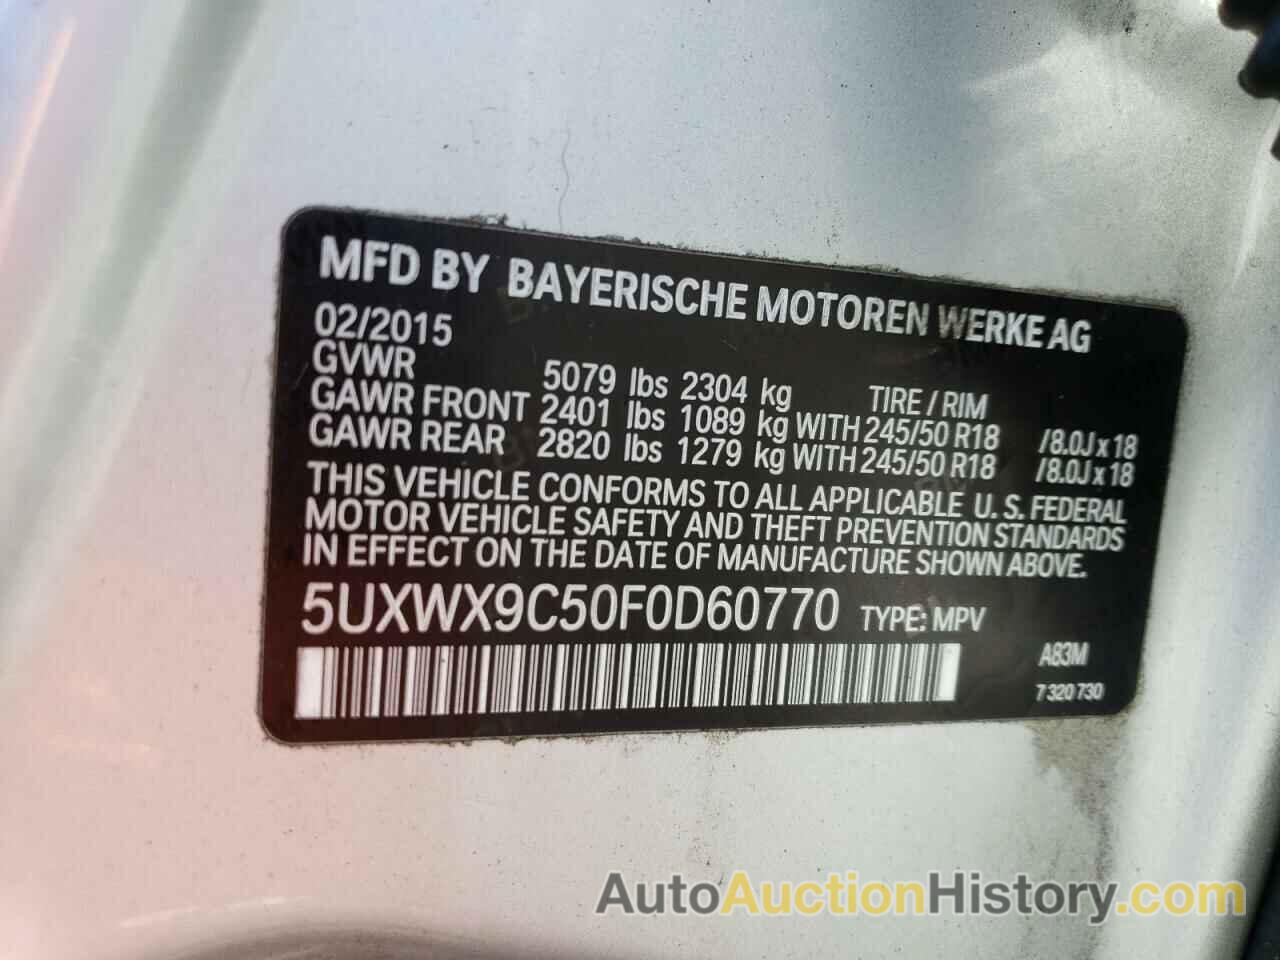 MFD BY BAYERISCHE MOTOREN WERKE AG
02/2015
GVWR 5079 lbs 2304 kg TIRE / RIM
GAWR FRONT 2401 lbs 1089 kg WITH 245/50 R18 /8.0J x 18
GAWR REAR 2820 lbs 1279 kg WITH 245/50 R18 /8.0J x 18
THIS VEHICLE CONFORMS TO ALL APPLICABLE U. S. FEDERAL
MOTOR VEHICLE SAFETY AND THEFT PREVENTION STANDARDS
IN EFFECT ON THE DATE OF MANUFACTURE SHOWN ABOVE.
5UXWX9C50F0D60770 TYPE: MPV
A83M
7 320 730
AutoAuctionHistory.com